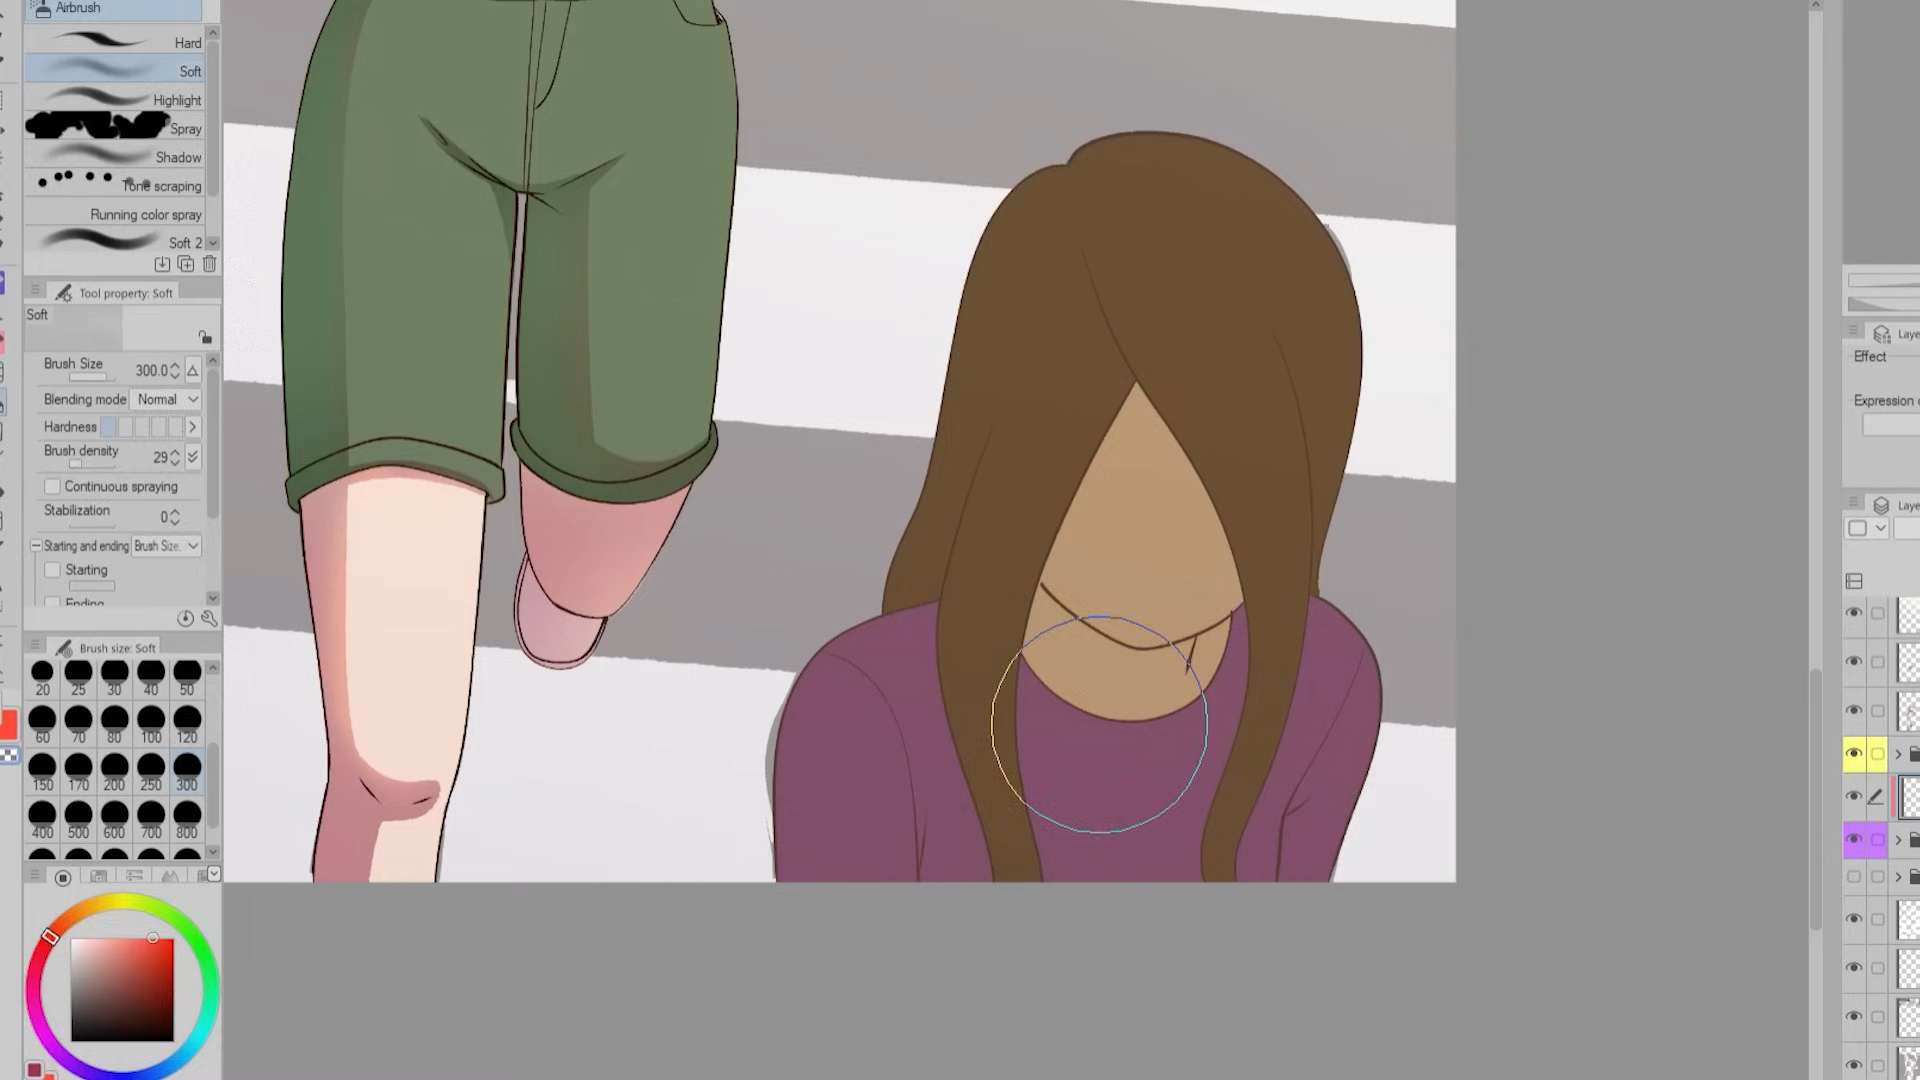 Airbrush
Hard
Soft
Highlight
Spray
Shadow
Tone scraping
Running color spray
Soft 2
Tool property: Soft
Soft
Brush Size 300.0
Blending mode Normal
Hardness
Brush density 29
Continuous spraying
Stabilization 0
Starting and ending Brush Size,
Starting
Ending
Brush size: Soft
20 25 30 40 50
60 70 80 100 120
150 170 200 250 300
400 500 600 700 800
Laye
Effect
Expression
Laye